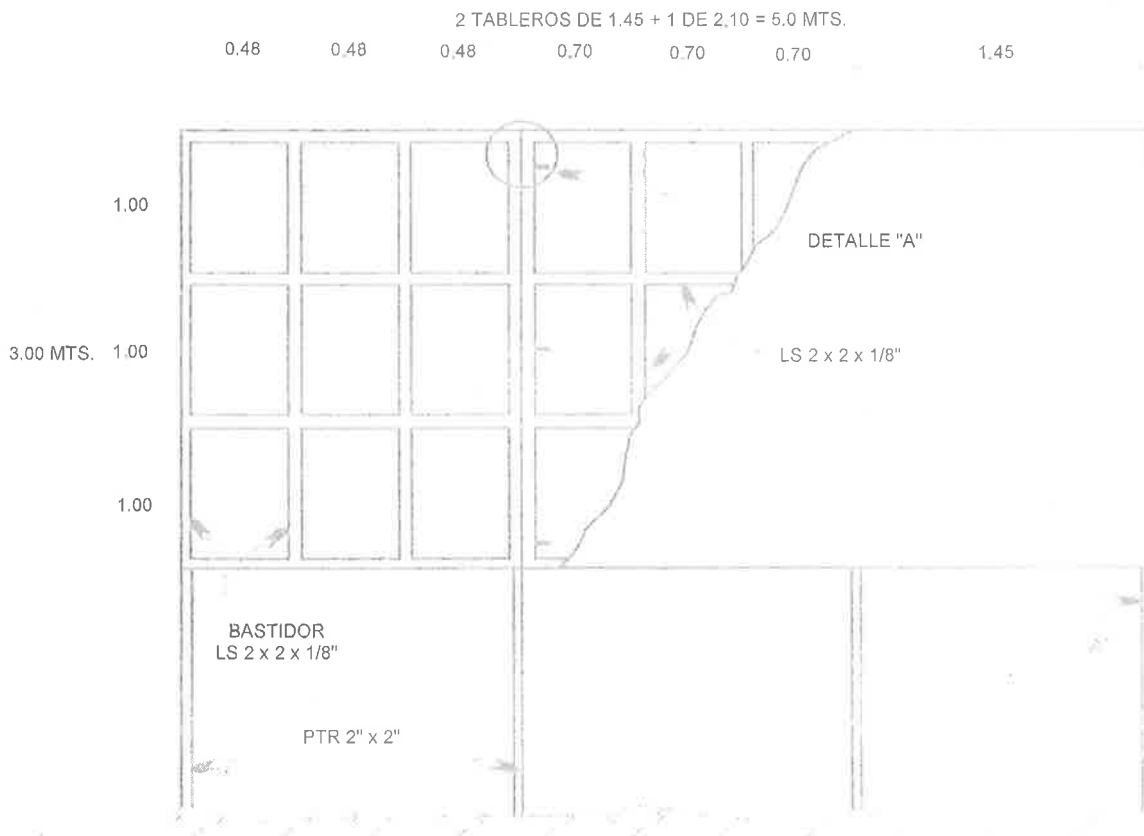 2 TABLEROS DE 1.45 + 1 DE 2.10 = 5.0 MTS.
0.48 0.48 0.48 0.70 0.70 0.70 1.45
1.00
DETALLE "A"
3.00 MTS. 1.00
LS 2 x 2 x 1/8"
1.00
BASTIDOR
LS 2 x 2 x 1/8"
PTR 2" x 2"